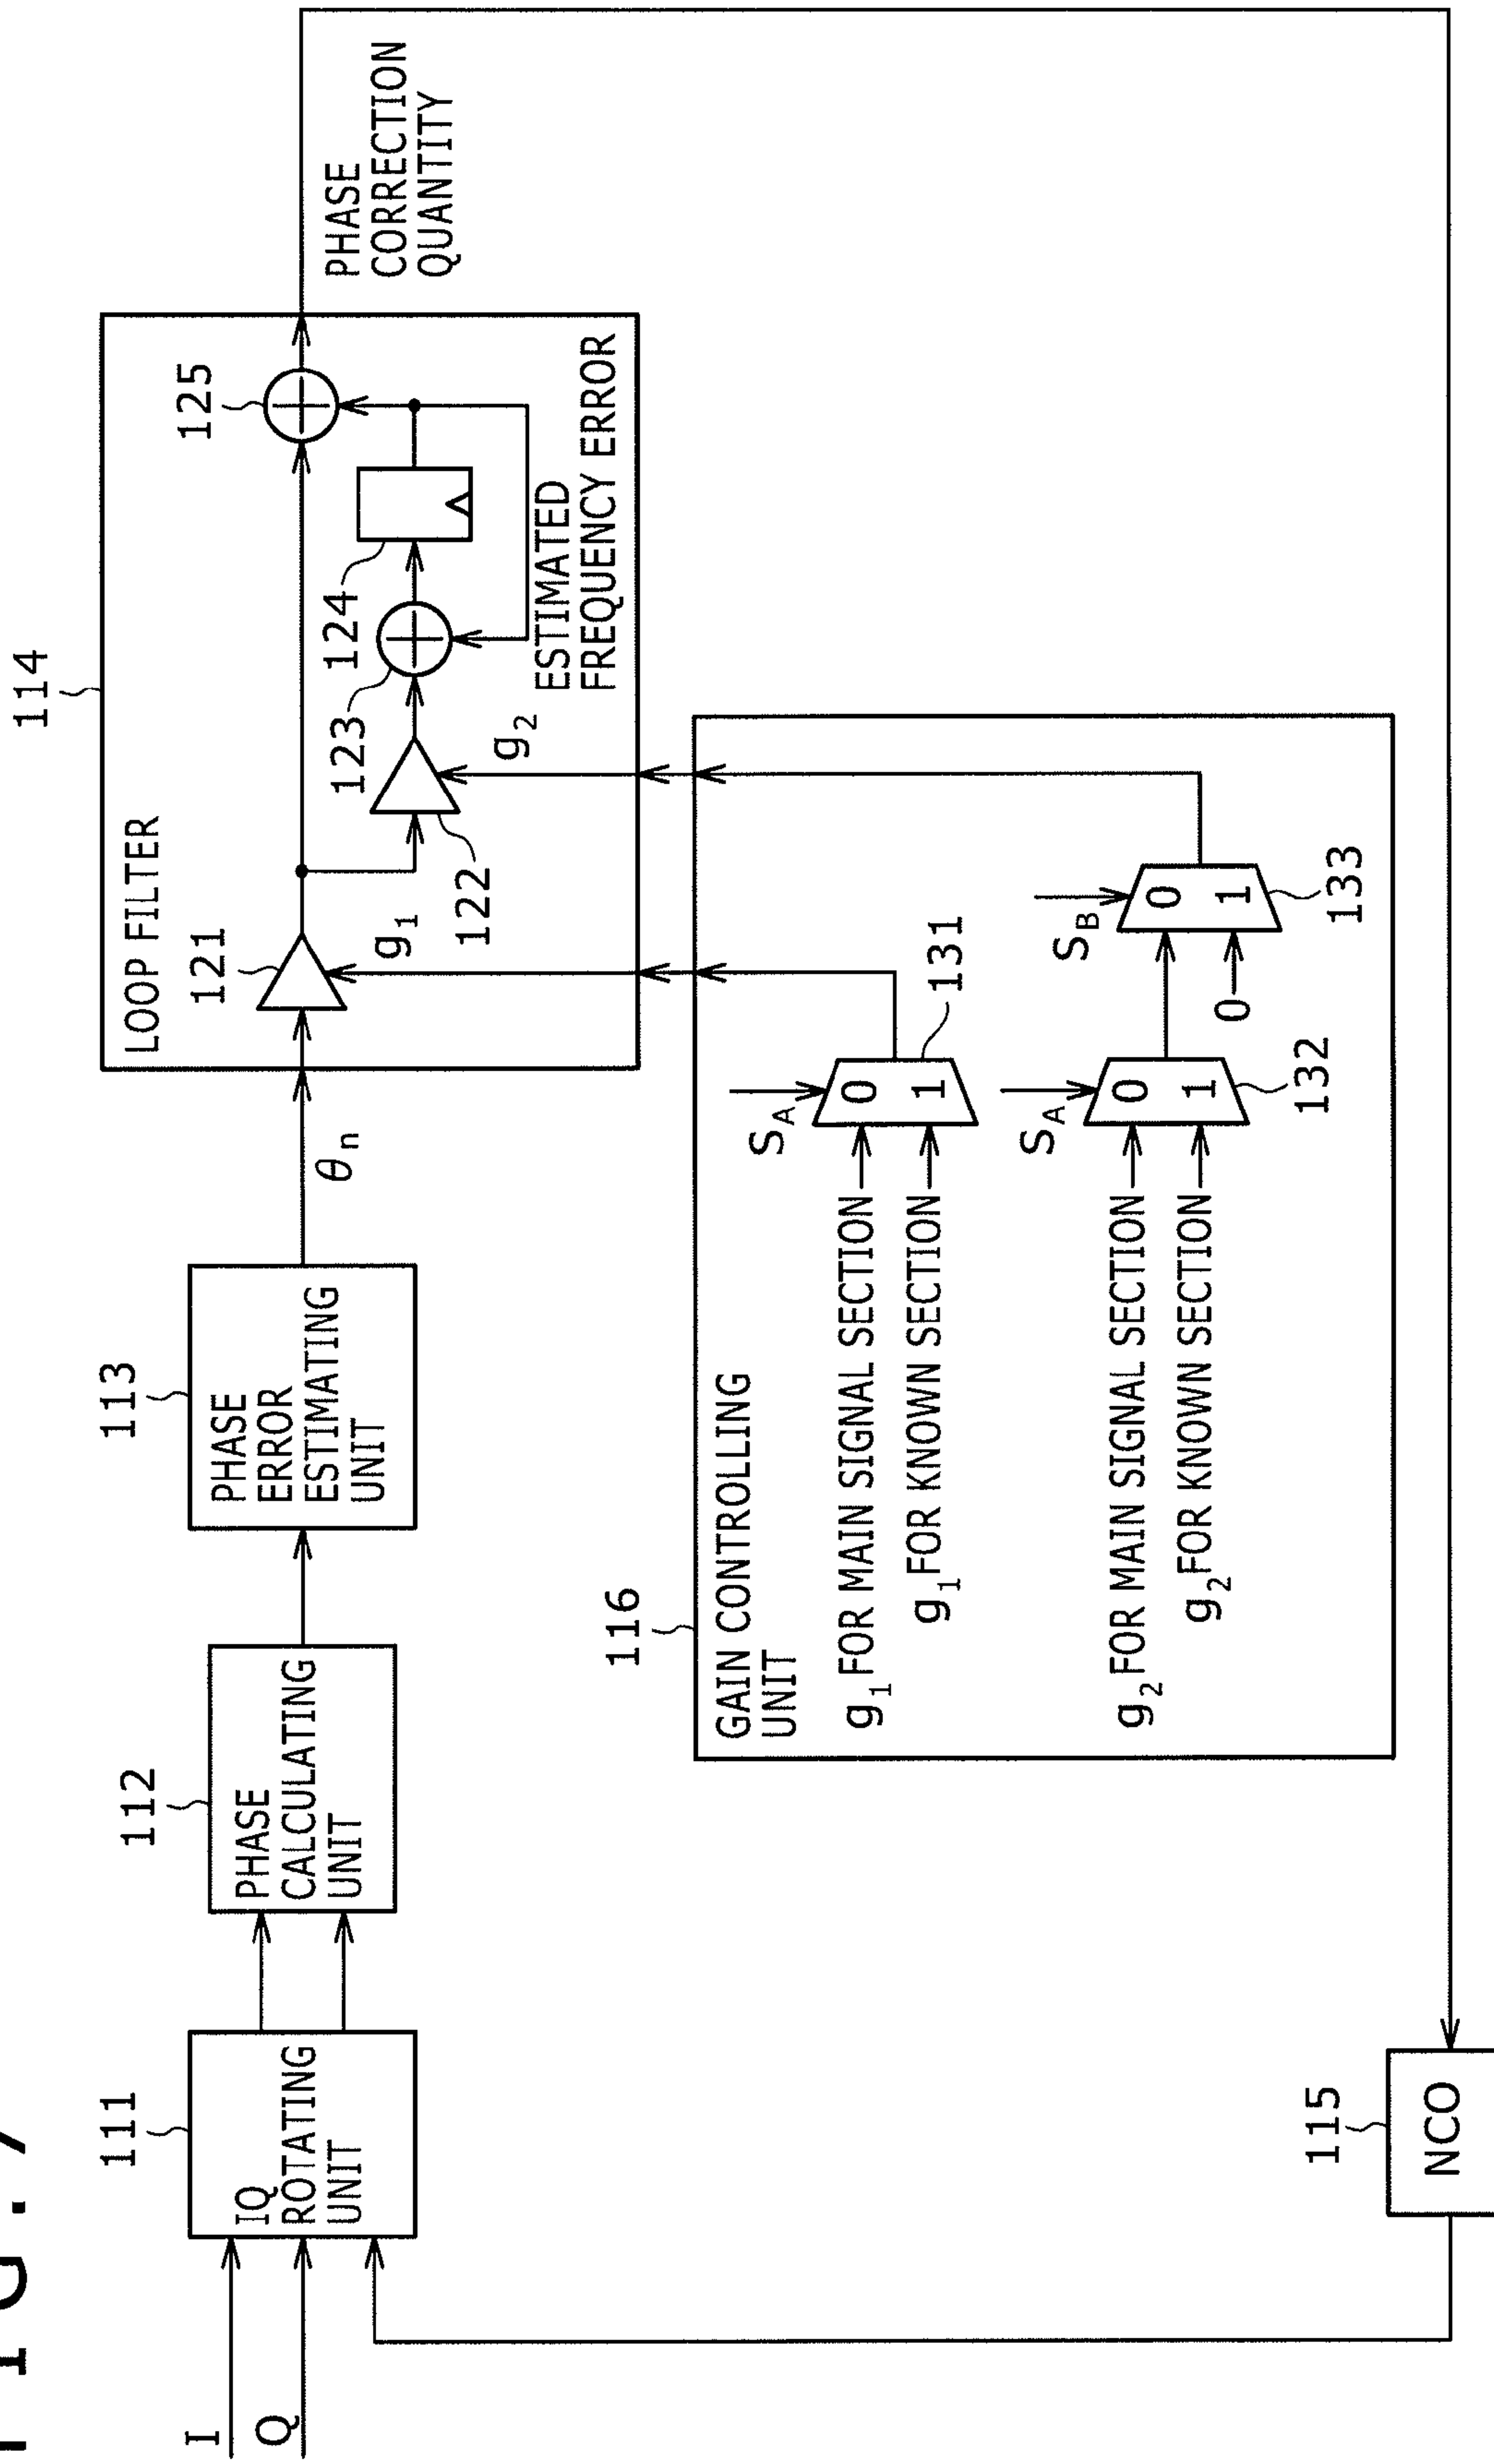 FIG. 7
114
LOOP FILTER
121
122
123
124
125
g1
g2
ESTIMATED
FREQUENCY ERROR
PHASE
CORRECTION
QUANTITY
111
IQ
ROTATING
UNIT
I
Q
112
PHASE
CALCULATING
UNIT
113
PHASE
ERROR
ESTIMATING
UNIT
θn
116
GAIN CONTROLLING
UNIT
g1 FOR MAIN SIGNAL SECTION
g1 FOR KNOWN SECTION
SA
0
1
131
g2 FOR MAIN SIGNAL SECTION
g2 FOR KNOWN SECTION
SA
0
1
132
SB
0
0
1
133
115
NCO